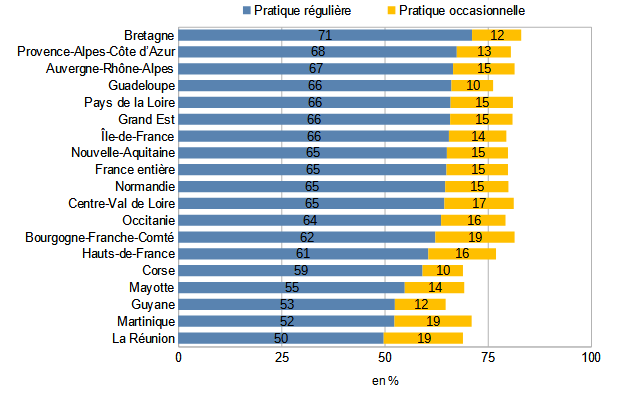 Pratique régulière Pratique occasionnelle
Bretagne 71 12
Provence-Alpes-Côte d'Azur 68 13
Auvergne-Rhône-Alpes 67 15
Guadeloupe 66 10
Pays de la Loire 66 15
Grand Est 66 15
Île-de-France 66 14
Nouvelle-Aquitaine 65 15
France entière 65 15
Normandie 65 15
Centre-Val de Loire 65 17
Occitanie 64 16
Bourgogne-Franche-Comté 62 19
Hauts-de-France 61 16
Corse 59 10
Mayotte 55 14
Guyane 53 12
Martinique 52 19
La Réunion 50 19
0 25 50 75 100
en %